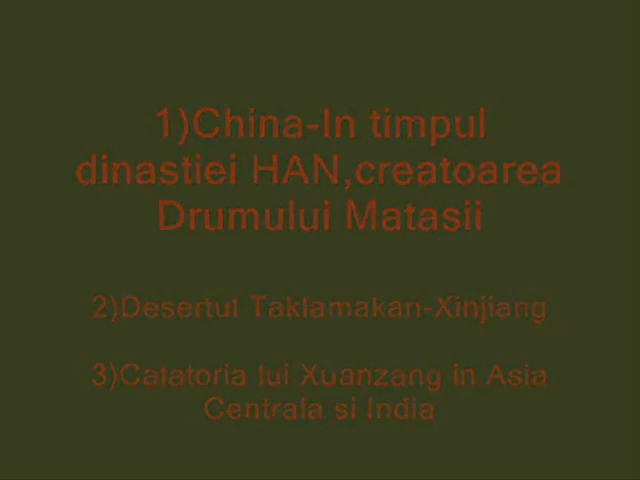 1)China-In timpul
dinastiei HAN,creatoarea
Drumului Matasii
2)Desertul Taklamakan-Xinjiang
3)Calatoria lui Xuanzang in Asia
Centrala si India